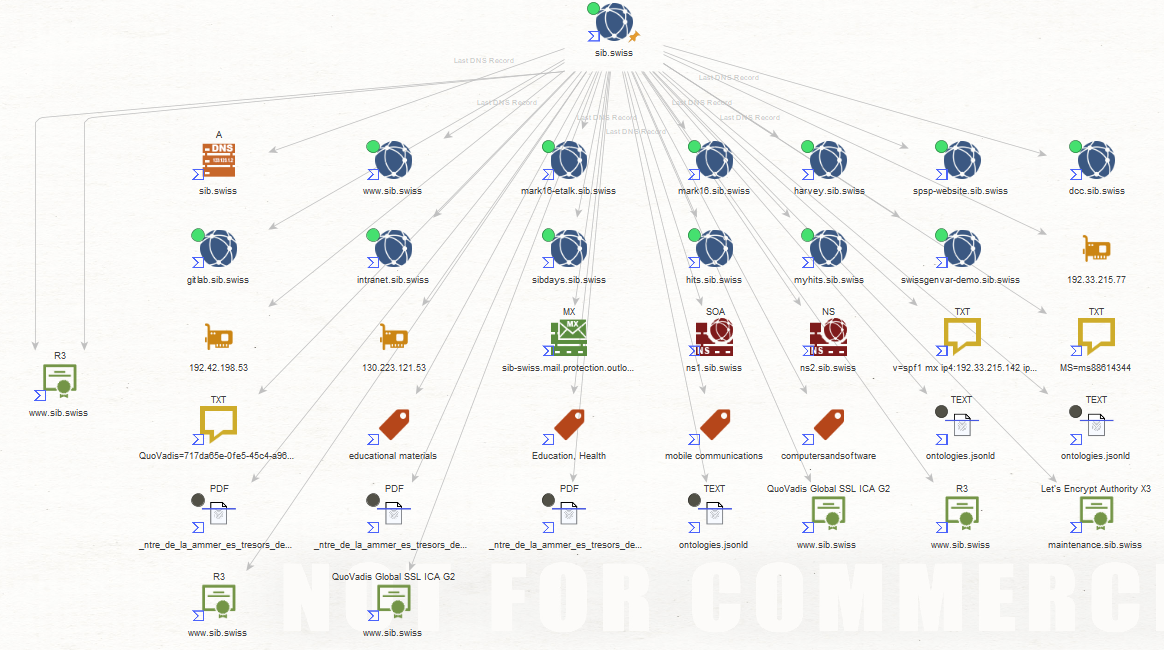 sib.swiss
Last DNS Record
Last DNS Record
Last DNS Record
Last DNS Record
Last DNS Record
Last DNS Record
Last DNS Record
A
DNS
sib.swiss
www.sib.swiss
mark16-etalk.sib.swiss
mark16.sib.swiss
harvey.sib.swiss
spsp-website.sib.swiss
dcc.sib.swiss
gitlab.sib.swiss
intranet.sib.swiss
sibdays.sib.swiss
hits.sib.swiss
myhits.sib.swiss
swissgenvar-demo.sib.swiss
192.33.215.77
192.42.198.53
130.223.121.53
MX
MX
sib-swiss.mail.protection.outlo...
SOA
NS
ns1.sib.swiss
NS
NS
ns2.sib.swiss
TXT
v=spf1 mx ip4:192.33.215.142 ip...
TXT
MS=ms88614344
R3
www.sib.swiss
TXT
QuoVadis=717da65e-0fe5-45c4-a96...
educational materials
Education, Health
mobile communications
computersandsoftware
TEXT
ontologies.jsonld
TEXT
ontologies.jsonld
PDF
_ntre_de_la_ammer_es_tresors_de...
PDF
_ntre_de_la_ammer_es_tresors_de...
PDF
_ntre_de_la_ammer_es_tresors_de...
TEXT
ontologies.jsonld
QuoVadis Global SSL ICA G2
www.sib.swiss
R3
www.sib.swiss
Let's Encrypt Authority X3
maintenance.sib.swiss
R3
www.sib.swiss
QuoVadis Global SSL ICA G2
www.sib.swiss
NOT FOR COMMERCI